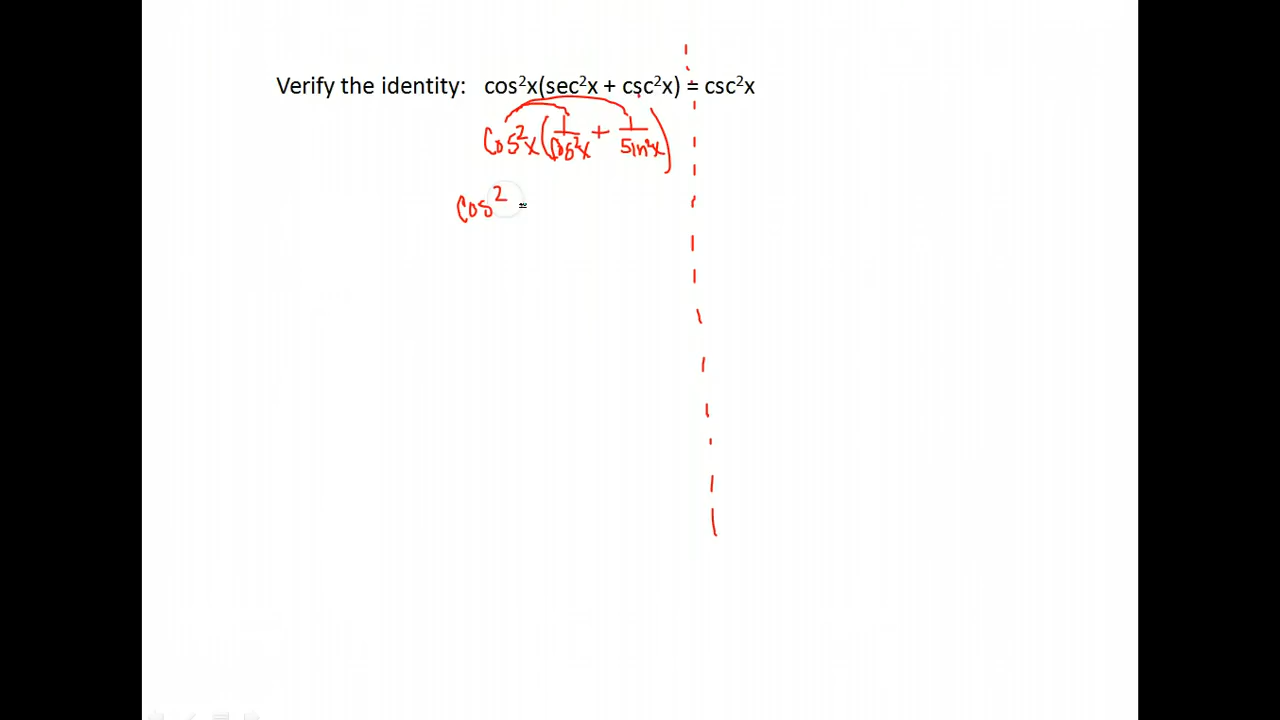 Verify the identity: cos²x(sec²x + csc²x) = csc²x
cos²x(1/cos²x + 1/sin²x)
cos²